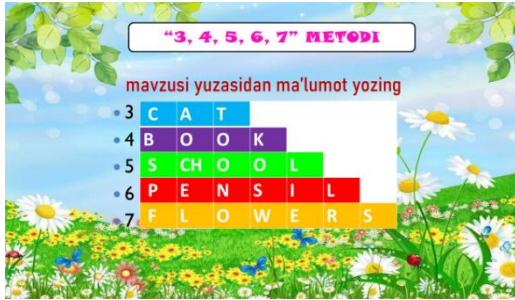 “3, 4, 5, 6, 7” METODI
mavzusi yuzasidan ma'lumot yozing
3 C A T
4 B O O K
5 S CH O O L
6 P E N S I L
7 F L O W E R S